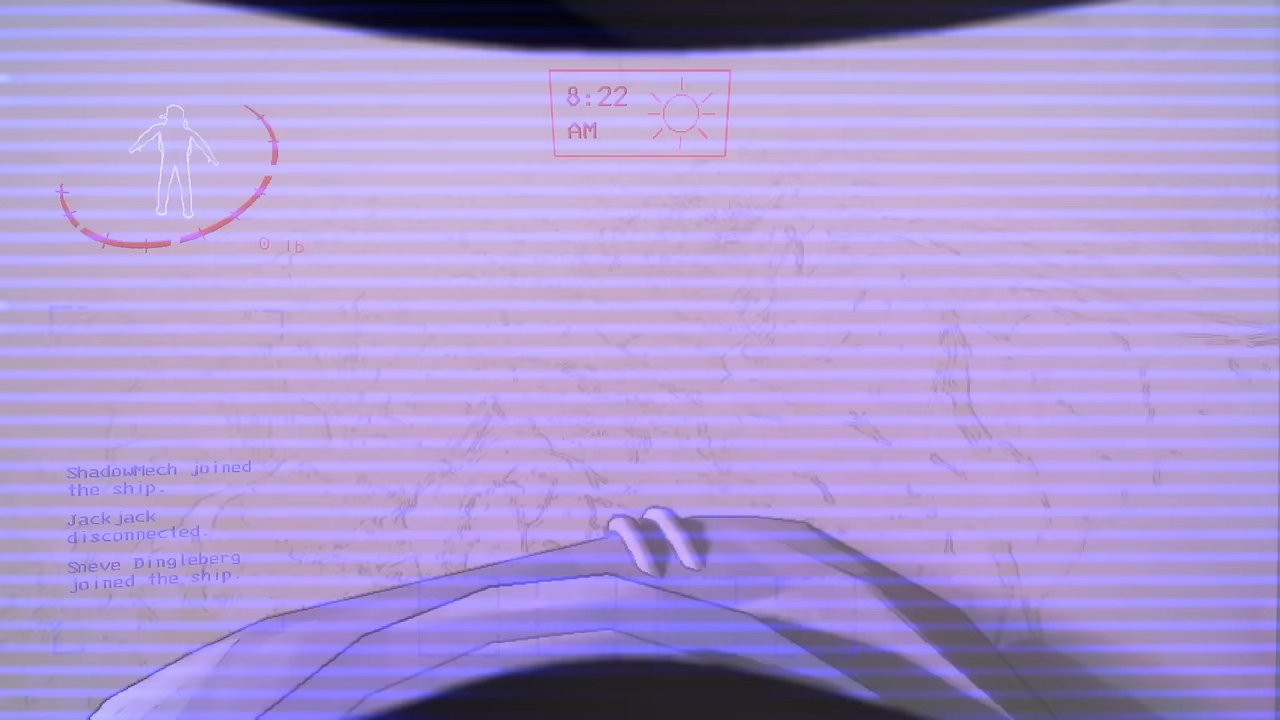 8:22
AM
0 lb
ShadowMech joined
the ship.
Jackjack
disconnected.
Sneve Dingleberg
joined the ship.